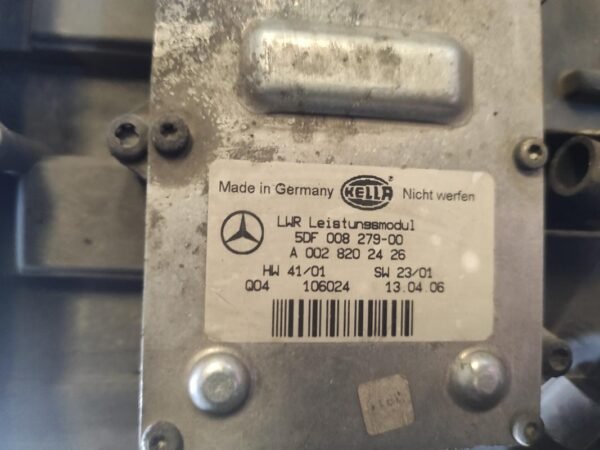 Made in Germany HELLA Nicht werfen
LWR Leistungsmodul
5DF 008 279-00
A 002 820 24 26
HW 41/01 SW 23/01
Q04 106024 13.04.06